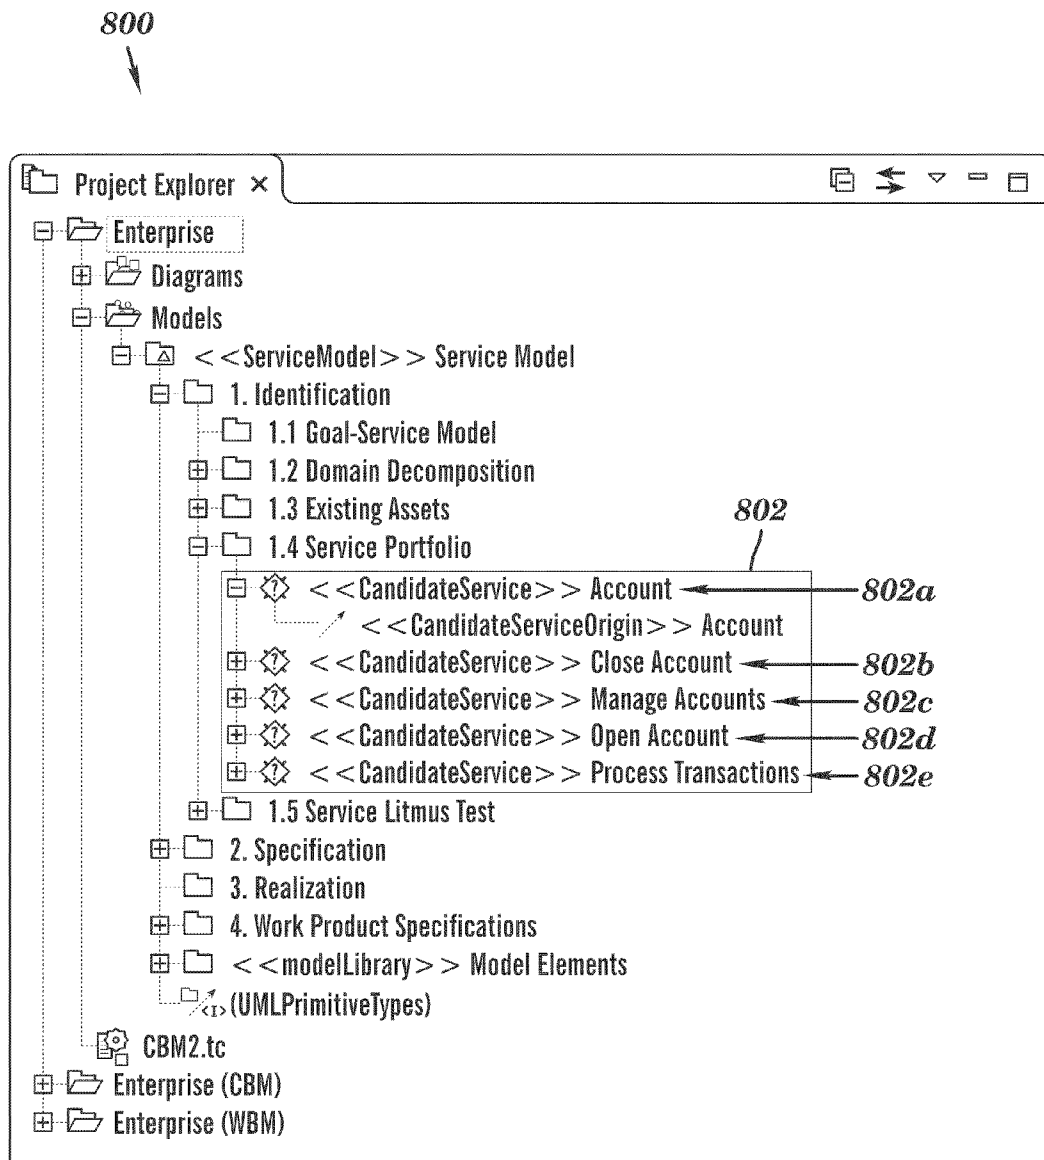 800
Project Explorer ×
Enterprise
Diagrams
Models
<<ServiceModel>> Service Model
1. Identification
1.1 Goal-Service Model
1.2 Domain Decomposition
1.3 Existing Assets
802
1.4 Service Portfolio
<<CandidateService>> Account 802a
<<CandidateServiceOrigin>> Account
<<CandidateService>> Close Account 802b
<<CandidateService>> Manage Accounts 802c
<<CandidateService>> Open Account 802d
<<CandidateService>> Process Transactions 802e
1.5 Service Litmus Test
2. Specification
3. Realization
4. Work Product Specifications
<<modelLibrary>> Model Elements
<I> (UMLPrimitiveTypes)
CBM2.tc
Enterprise (CBM)
Enterprise (WBM)